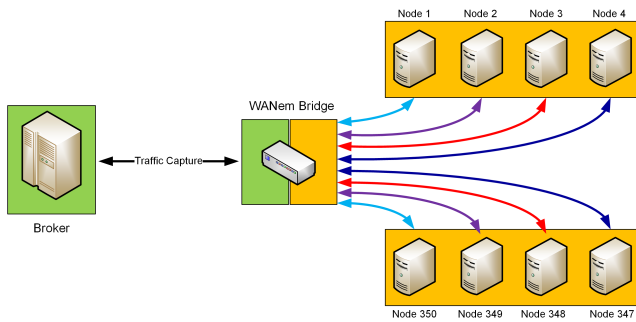 Node 1 Node 2 Node 3 Node 4
WANem Bridge
Traffic Capture
Broker
Node 350 Node 349 Node 348 Node 347